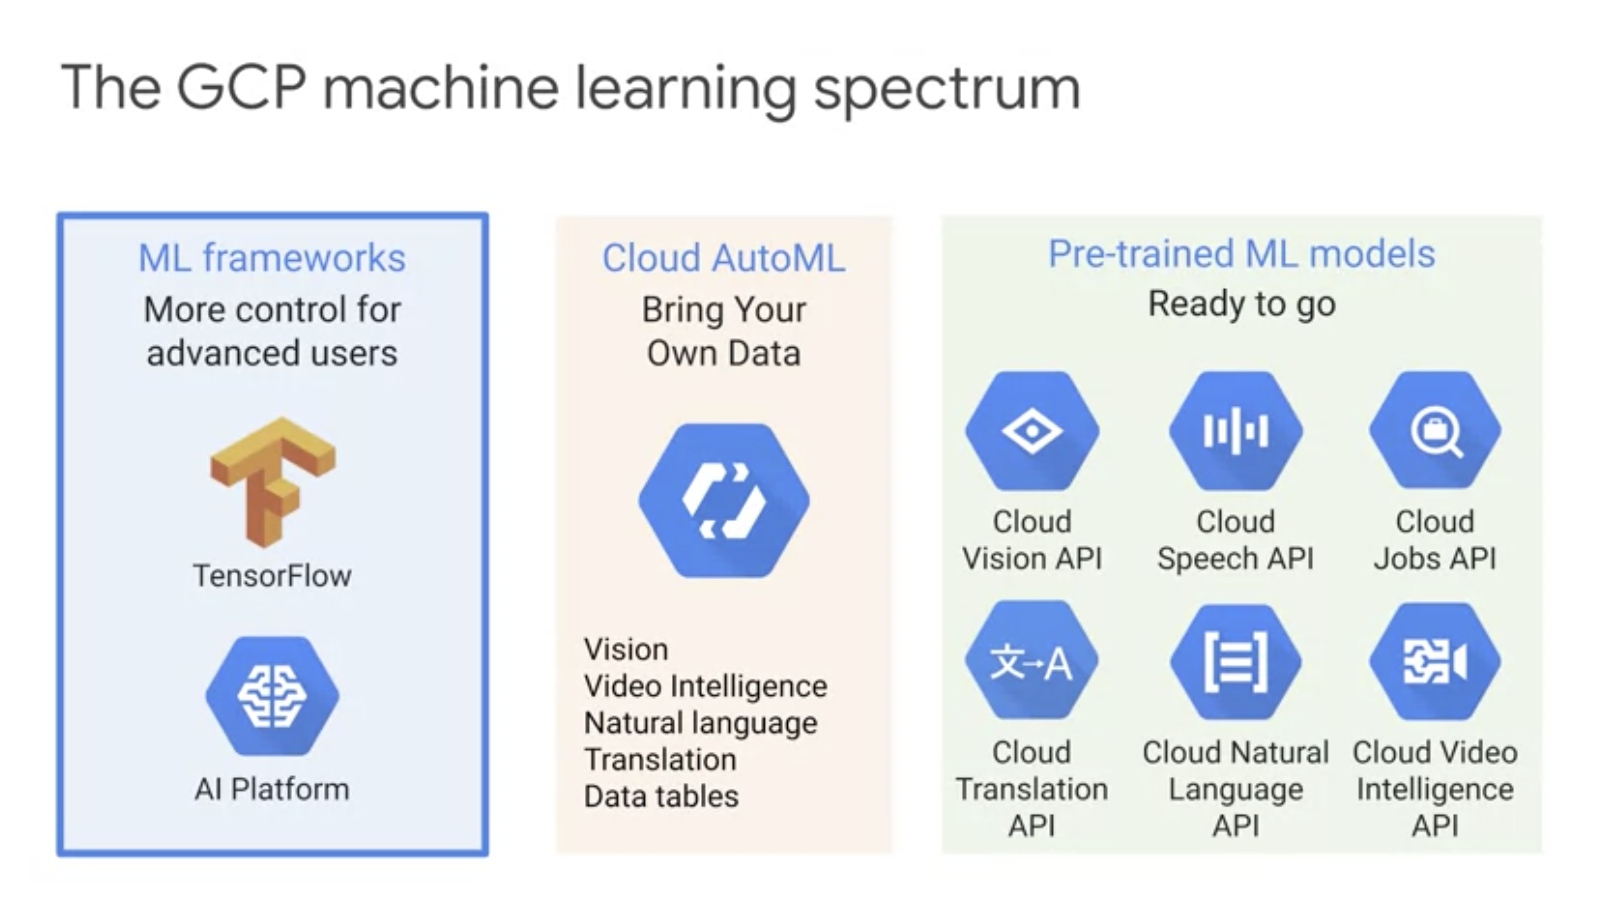 The GCP machine learning spectrum
ML frameworks
More control for
advanced users
TensorFlow
AI Platform
Cloud AutoML
Bring Your
Own Data
Vision
Video Intelligence
Natural language
Translation
Data tables
Pre-trained ML models
Ready to go
Cloud
Vision API
Cloud
Speech API
Cloud
Jobs API
文→A
Cloud
Translation
API
Cloud Natural
Language
API
Cloud Video
Intelligence
API